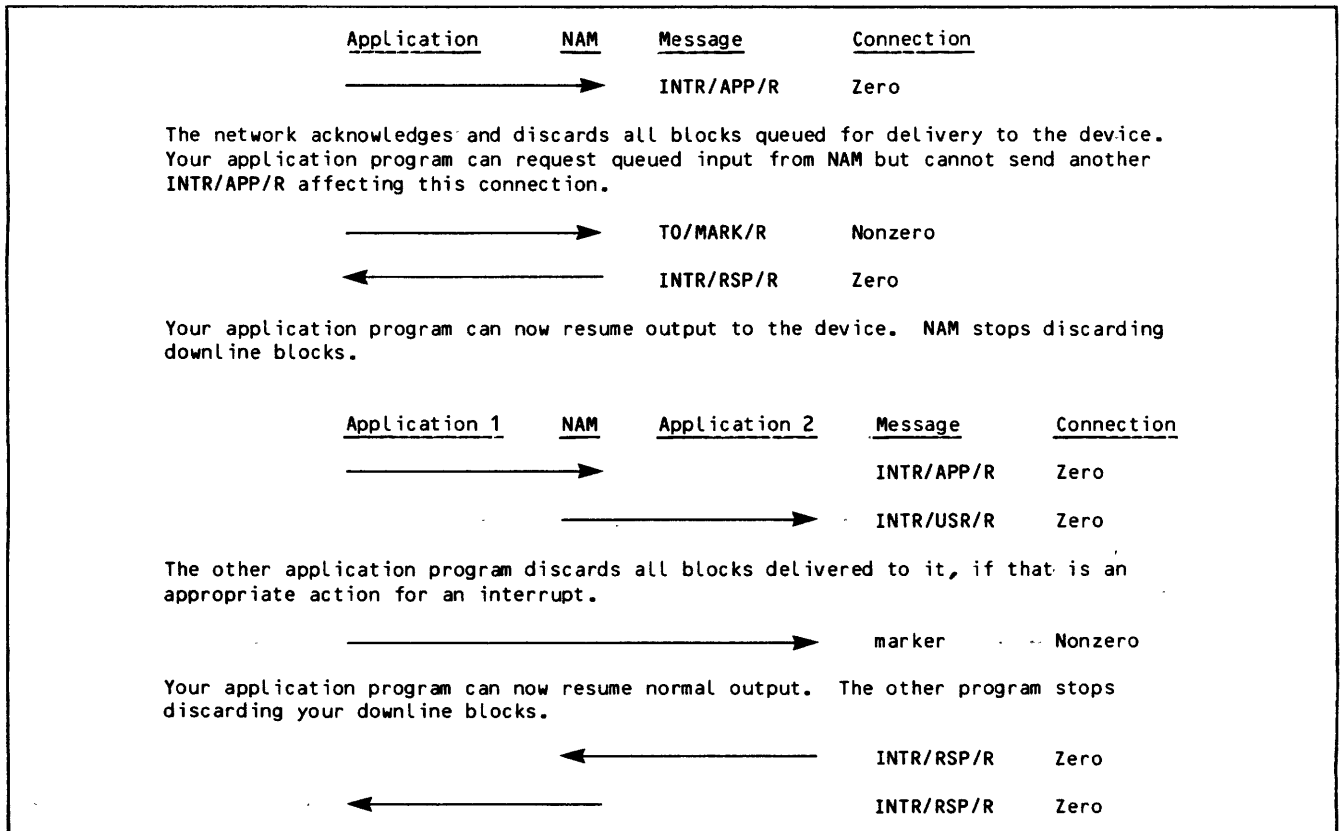 Application NAM Message Connection
INTR/APP/R Zero
The network acknowledges and discards all blocks queued for delivery to the device.
Your application program can request queued input from NAM but cannot send another
INTR/APP/R affecting this connection.
TO/MARK/R Nonzero
INTR/RSP/R Zero
Your application program can now resume output to the device. NAM stops discarding
downline blocks.
Application 1 NAM Application 2 Message Connection
INTR/APP/R Zero
INTR/USR/R Zero
The other application program discards all blocks delivered to it, if that is an
appropriate action for an interrupt.
marker Nonzero
Your application program can now resume normal output. The other program stops
discarding your downline blocks.
INTR/RSP/R Zero
INTR/RSP/R Zero